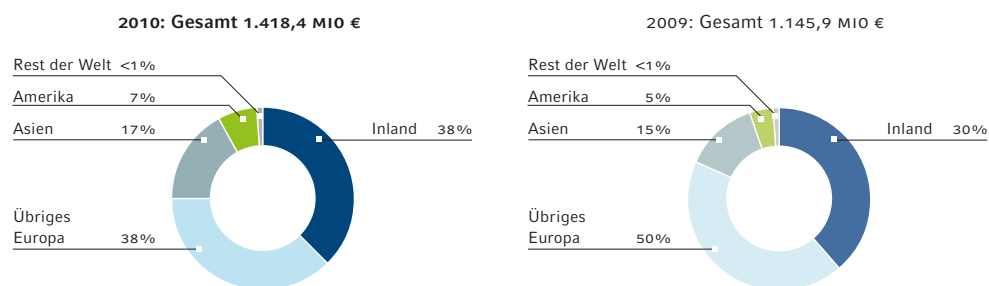 2010: Gesamt 1.418,4 MIO €
Rest der Welt <1%
Amerika 7%
Asien 17%
Inland 38%
Übriges
Europa 38%
2009: Gesamt 1.145,9 MIO €
Rest der Welt <1%
Amerika 5%
Asien 15%
Inland 30%
Übriges
Europa 50%